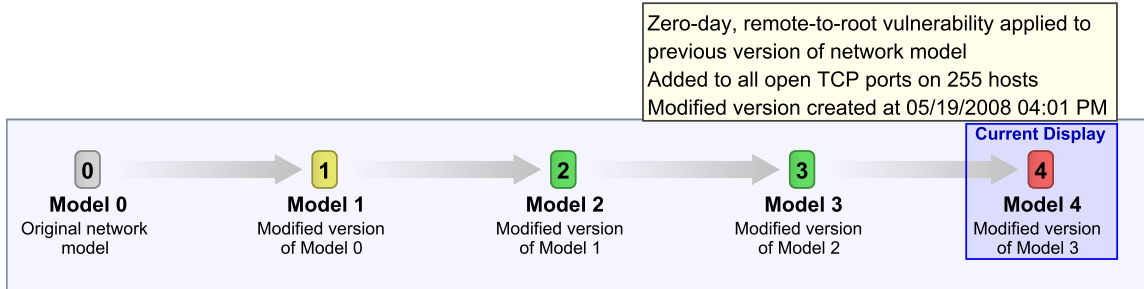 Zero-day, remote-to-root vulnerability applied to
previous version of network model
Added to all open TCP ports on 255 hosts
Modified version created at 05/19/2008 04:01 PM
Current Display
0
Model 0
Original network
model
1
Model 1
Modified version
of Model 0
2
Model 2
Modified version
of Model 1
3
Model 3
Modified version
of Model 2
4
Model 4
Modified version
of Model 3